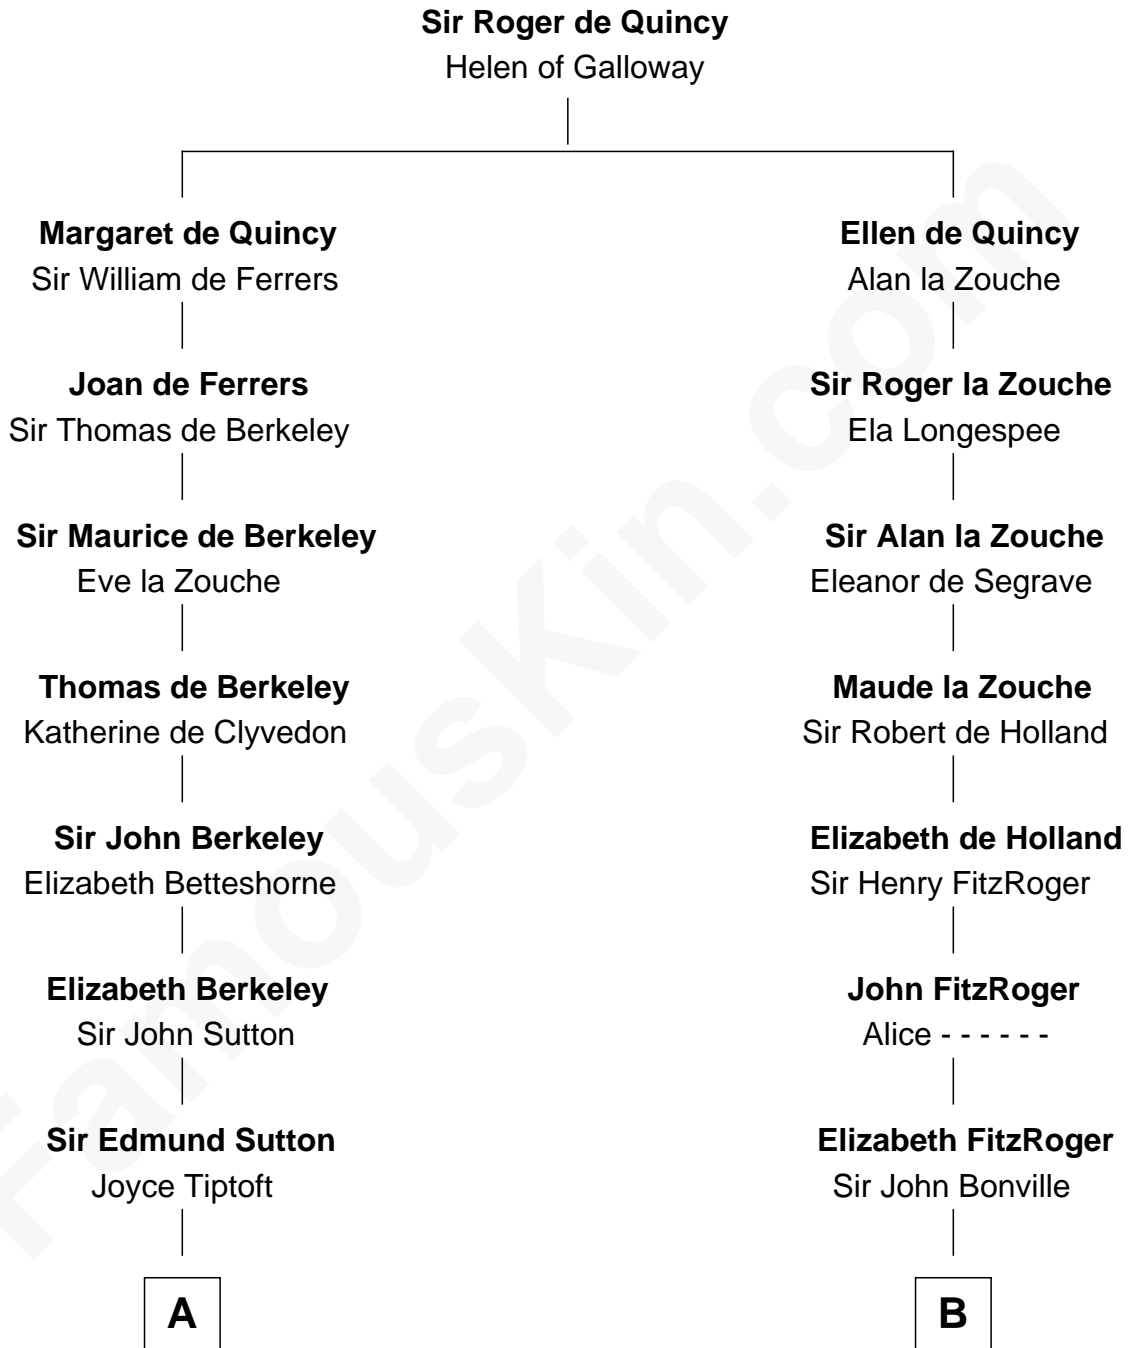 Sir Roger de Quincy
Helen of Galloway
Margaret de Quincy
Sir William de Ferrers
Ellen de Quincy
Alan la Zouche
Joan de Ferrers
Sir Thomas de Berkeley
Sir Roger la Zouche
Ela Longespee
Sir Maurice de Berkeley
Eve la Zouche
Sir Alan la Zouche
Eleanor de Segrave
Thomas de Berkeley
Katherine de Clyvedon
Maude la Zouche
Sir Robert de Holland
Sir John Berkeley
Elizabeth Betteshorne
Elizabeth de Holland
Sir Henry FitzRoger
Elizabeth Berkeley
Sir John Sutton
John FitzRoger
Alice - - - - - -
Sir Edmund Sutton
Joyce Tiptoft
Elizabeth FitzRoger
Sir John Bonville
A
B
FamousKin.com